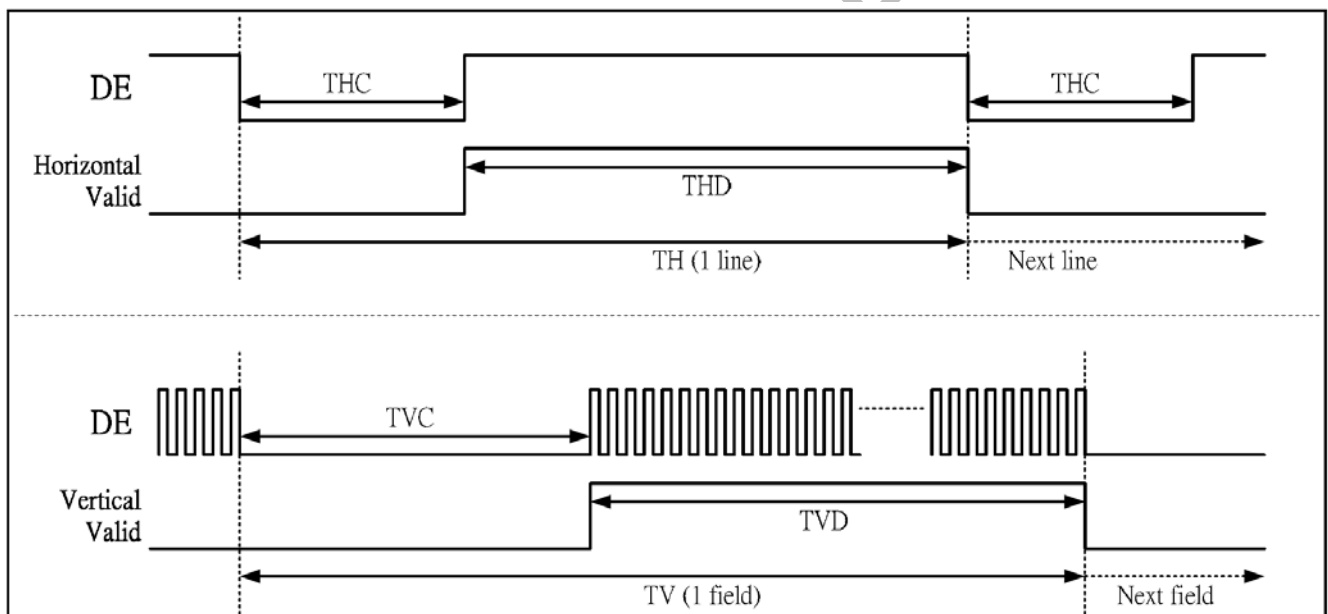 DE
THC
THC
Horizontal
Valid
THD
TH (1 line)
Next line
DE
TVC
Vertical
Valid
TVD
TV (1 field)
Next field